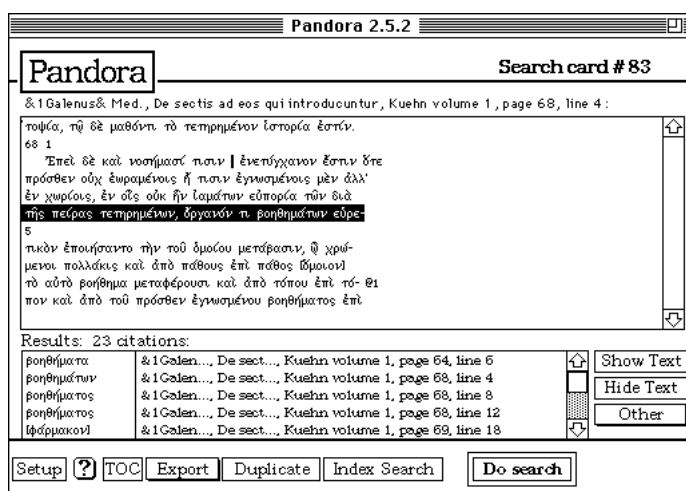 Pandora 2.5.2
Pandora
Search card # 83
&1Galenus& Med., De sectis ad eos qui introducuntur, Kuehn volume 1, page 68, line 4:
τοψία, τῷ δὲ μαθόντι τὸ τετηρημένον ἱστορία ἐστίν.
68 1
Ἐπεὶ δὲ καὶ νοσήμασί τισιν | ἐνετύγχανον ἔστιν ὅτε
πρόσθεν οὐχ ἑωραμένοις ἤ τισιν ἐγνωσμένοις μὲν ἀλλ'
ἐν χωρίοις, ἐν οἷς οὐκ ἦν ἰαμάτων εὐπορία τῶν διὰ
τῆς πείρας τετηρημένων, ὄργανόν τι βοηθημάτων εὑρε-
5
τικὸν ἐποιήσαντο τὴν τοῦ ὁμοίου μετάβασιν, ᾧ χρώ-
μενοι πολλάκις καὶ ἀπὸ πάθους ἐπὶ πάθος [ὅμοιον]
τὸ αὐτὸ βοήθημα μεταφέρουσι καὶ ἀπὸ τόπου ἐπὶ τό- @1
πον καὶ ἀπὸ τοῦ πρόσθεν ἐγνωσμένου βοηθήματος ἐπὶ
Results: 23 citations:
βοηθήματα &1Galen..., De sect..., Kuehn volume 1, page 64, line 6
βοηθημάτων &1Galen..., De sect..., Kuehn volume 1, page 68, line 4
βοηθήματος &1Galen..., De sect..., Kuehn volume 1, page 68, line 8
βοηθήματος &1Galen..., De sect..., Kuehn volume 1, page 68, line 12
[φάρμακον] &1Galen..., De sect..., Kuehn volume 1, page 69, line 18
Show Text
Hide Text
Other
Setup ? TOC Export Duplicate Index Search Do search